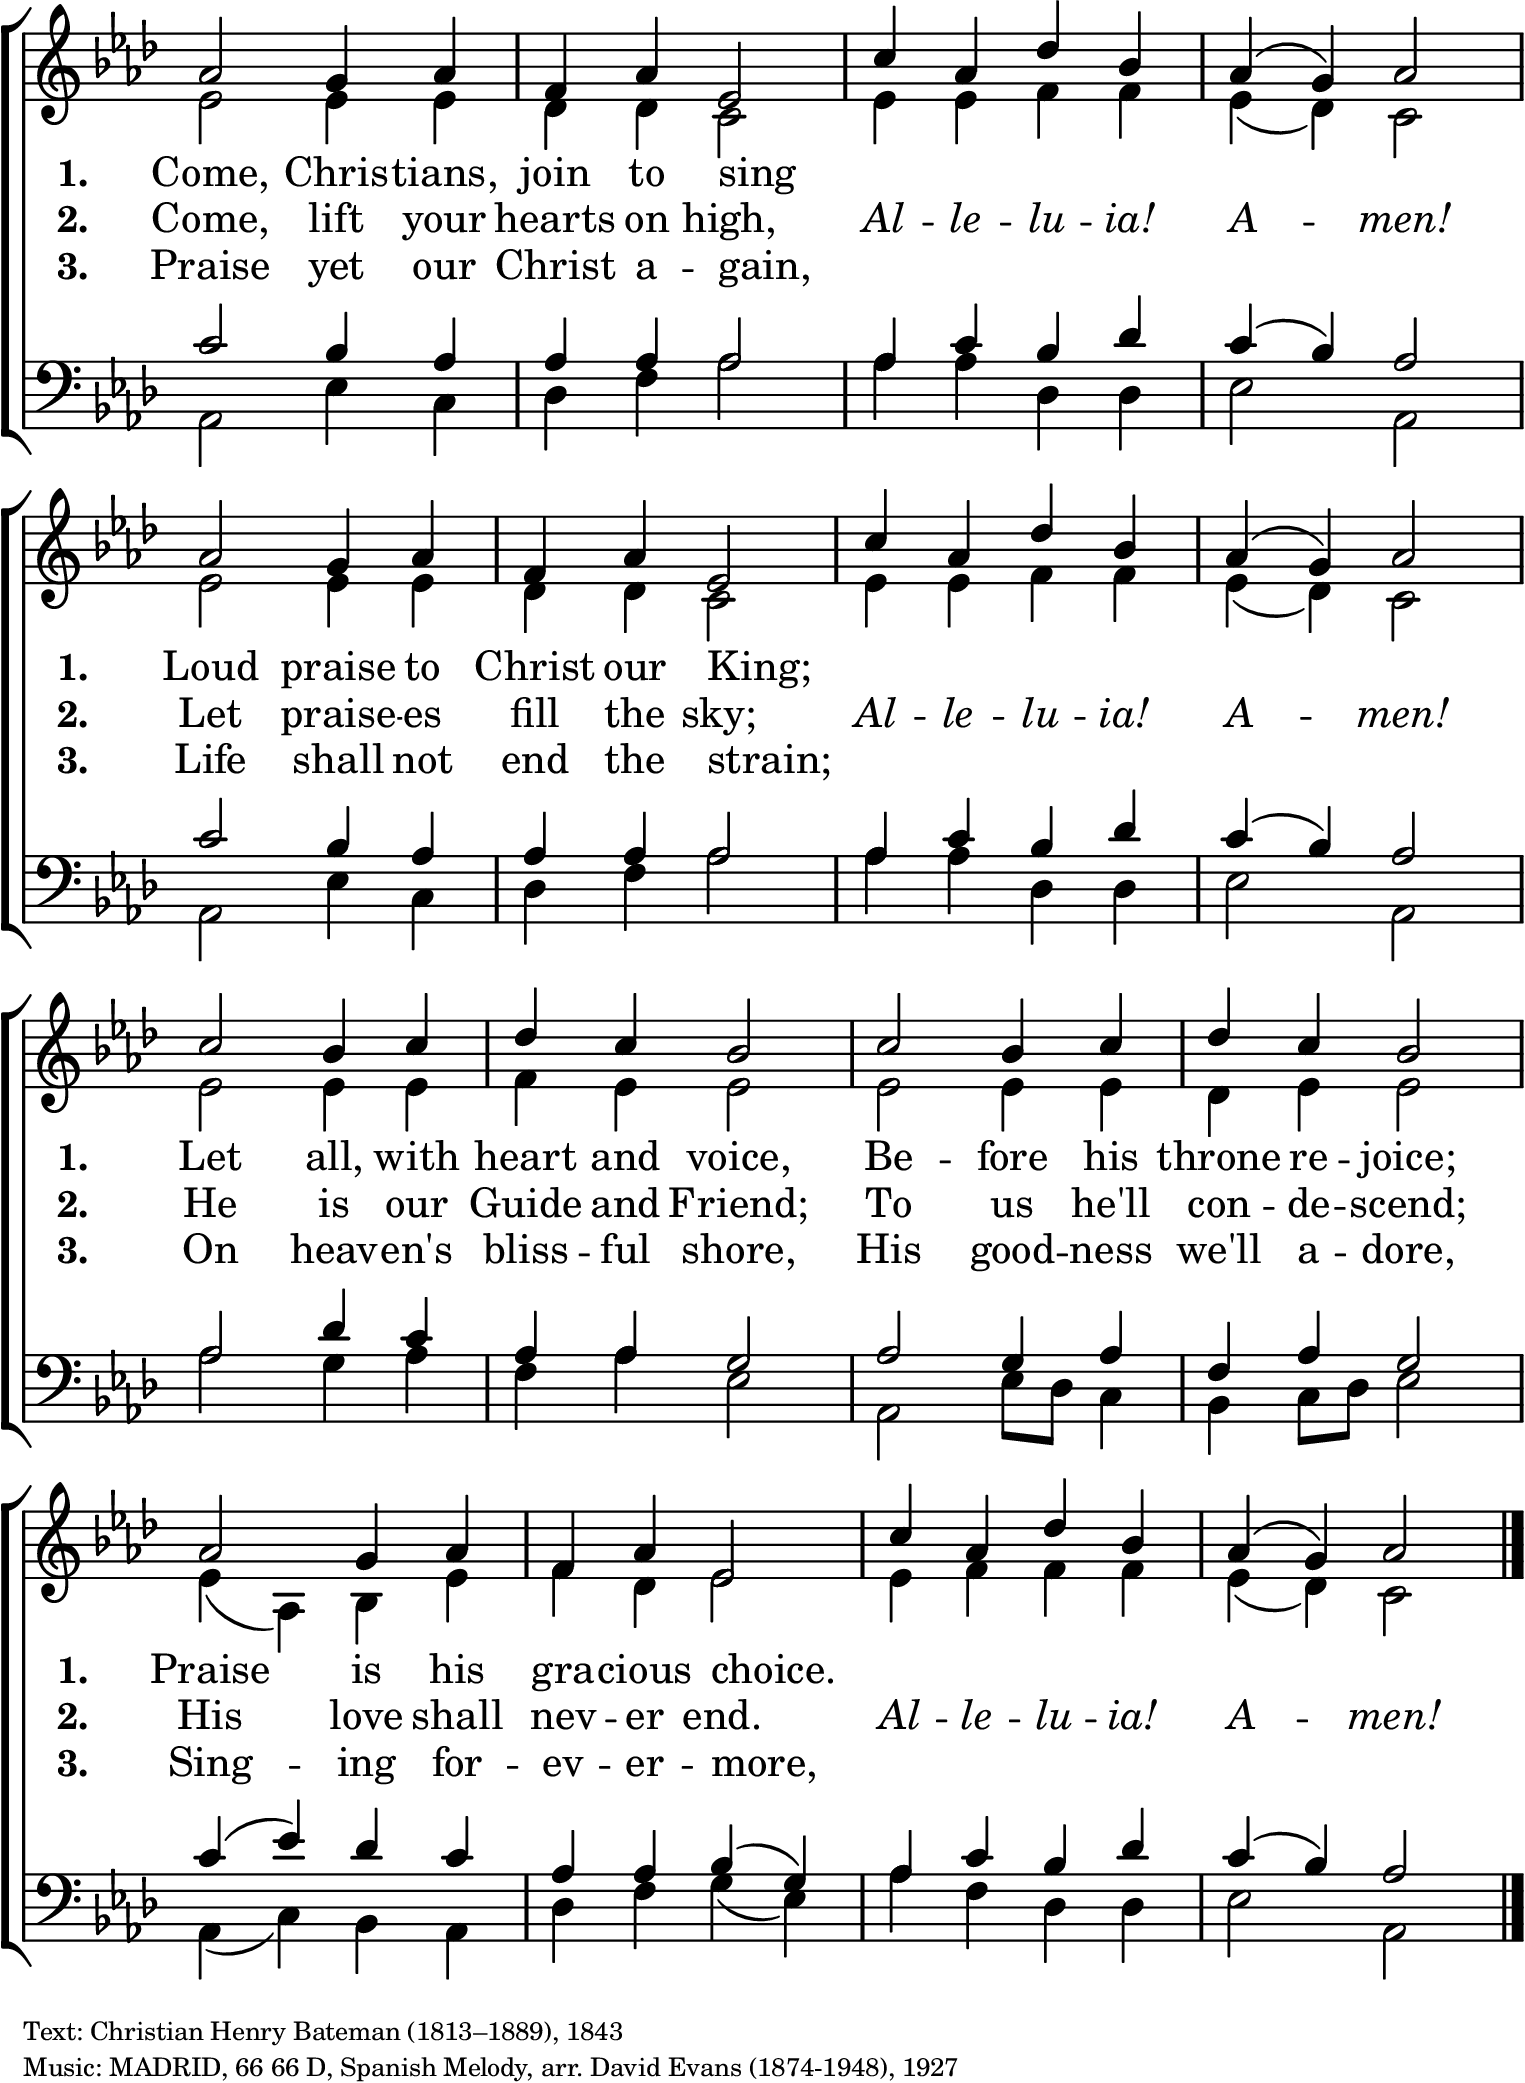 1. Come, Christians, join to sing
2. Come, lift your hearts on high, Al - le - lu - ia! A - men!
3. Praise yet our Christ a - gain,
1. Loud praise to Christ our King;
2. Let praise - es fill the sky; Al - le - lu - ia! A - men!
3. Life shall not end the strain;
1. Let all, with heart and voice, Be - fore his throne re - joice;
2. He is our Guide and Friend; To us he'll con - de - scend;
3. On heaven's bliss - ful shore, His good - ness we'll a - dore,
1. Praise is his gracious choice.
2. His love shall nev - er end. Al - le - lu - ia! A - men!
3. Sing - ing for - ev - er - more,
Text: Christian Henry Bateman (1813–1889), 1843
Music: MADRID, 66 66 D, Spanish Melody, arr. David Evans (1874-1948), 1927